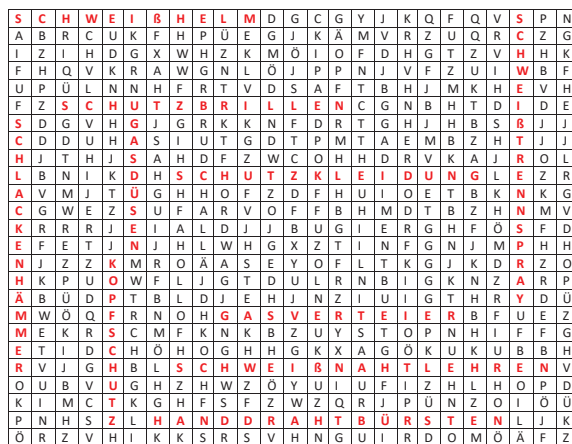 S C H W E I ß H E L M D G C G Y J K Q F Q V S P N
A B R C U K F H P Ü E G J K Ä M V R Z U Q R C Z G
I Z I H D G X W H Z K M Ö I O F D H G T Z V H H K
F H Q V K R A W G N L Ö J P P N J V F Z U I W B F
U P Ü L N N H F R T V D S A F T B H J M K H E V H
F Z S C H U T Z B R I L L E N C G N B H T D I D E
S D G V H G J G R K K N F D R T G H J H B S ß J J
C D D U H A S I U T G D T P M T A E M B Z H T J J
H J T H J S A H D F Z W C O H H D R V K A J R O L
L B N I K D H S C H U T Z K L E I D U N G L E Z R
A V M J T Ü G H H O F Z D F H U I O E T B K N K G
C G W E Z S U F A R V O F F B H M D T B Z H N M V
K R R R J E I A L D J J B U G I E R G H F Ö S F D
E F E T J N J H L W H G X Z T I N F G N J M P H H
N J Z Z K M R O Ä A S E Y O F L T K G J K D R Z O
H K P U O W F L J G T D U L R N B I G K N Z A R P
Ä B Ü D P T B L D J E H J N Z I U I G T H R Y D Ü
M W Ö Q F R N O H G A S V E R T E I E R B F U E Z
M E K R S C M F K N K B Z U Y S T O P N H I F F G
E T I D C H Ö H O G H H G K X A G Ö K U K U B B H
R V J G H B L S C H W E I ß N A H T L E H R E N V
O U B V U G H Z H W Z Ö Y U I U F I Z H L H O P D
K I M C T K G H F S F Z W Z Q R J P Ü N Z O I Ö Ü
P N H S Z L H A N D D R A H T B Ü R S T E N L J K
Ö R Z V H I K K S R S V H N G U I R D O M Ö Ä F Z